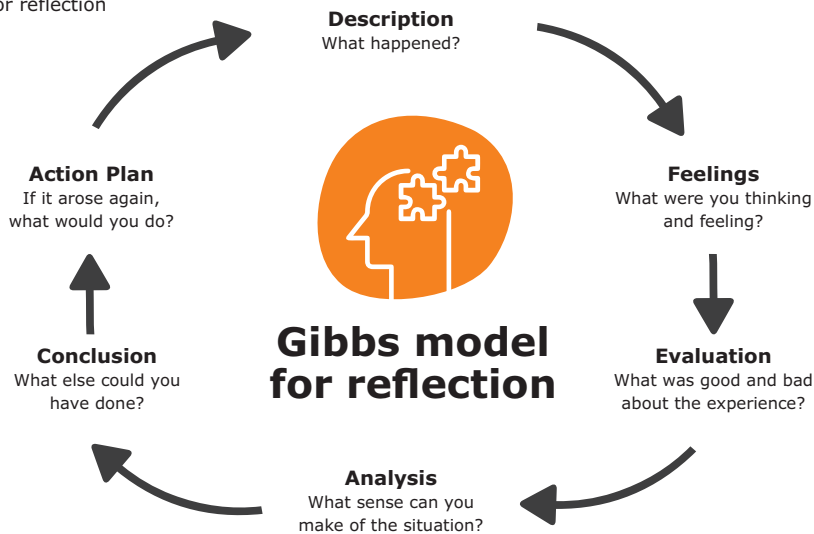 or reflection
Description
What happened?
Feelings
What were you thinking
and feeling?
Evaluation
What was good and bad
about the experience?
Analysis
What sense can you
make of the situation?
Conclusion
What else could you
have done?
Action Plan
If it arose again,
what would you do?
Gibbs model
for reflection